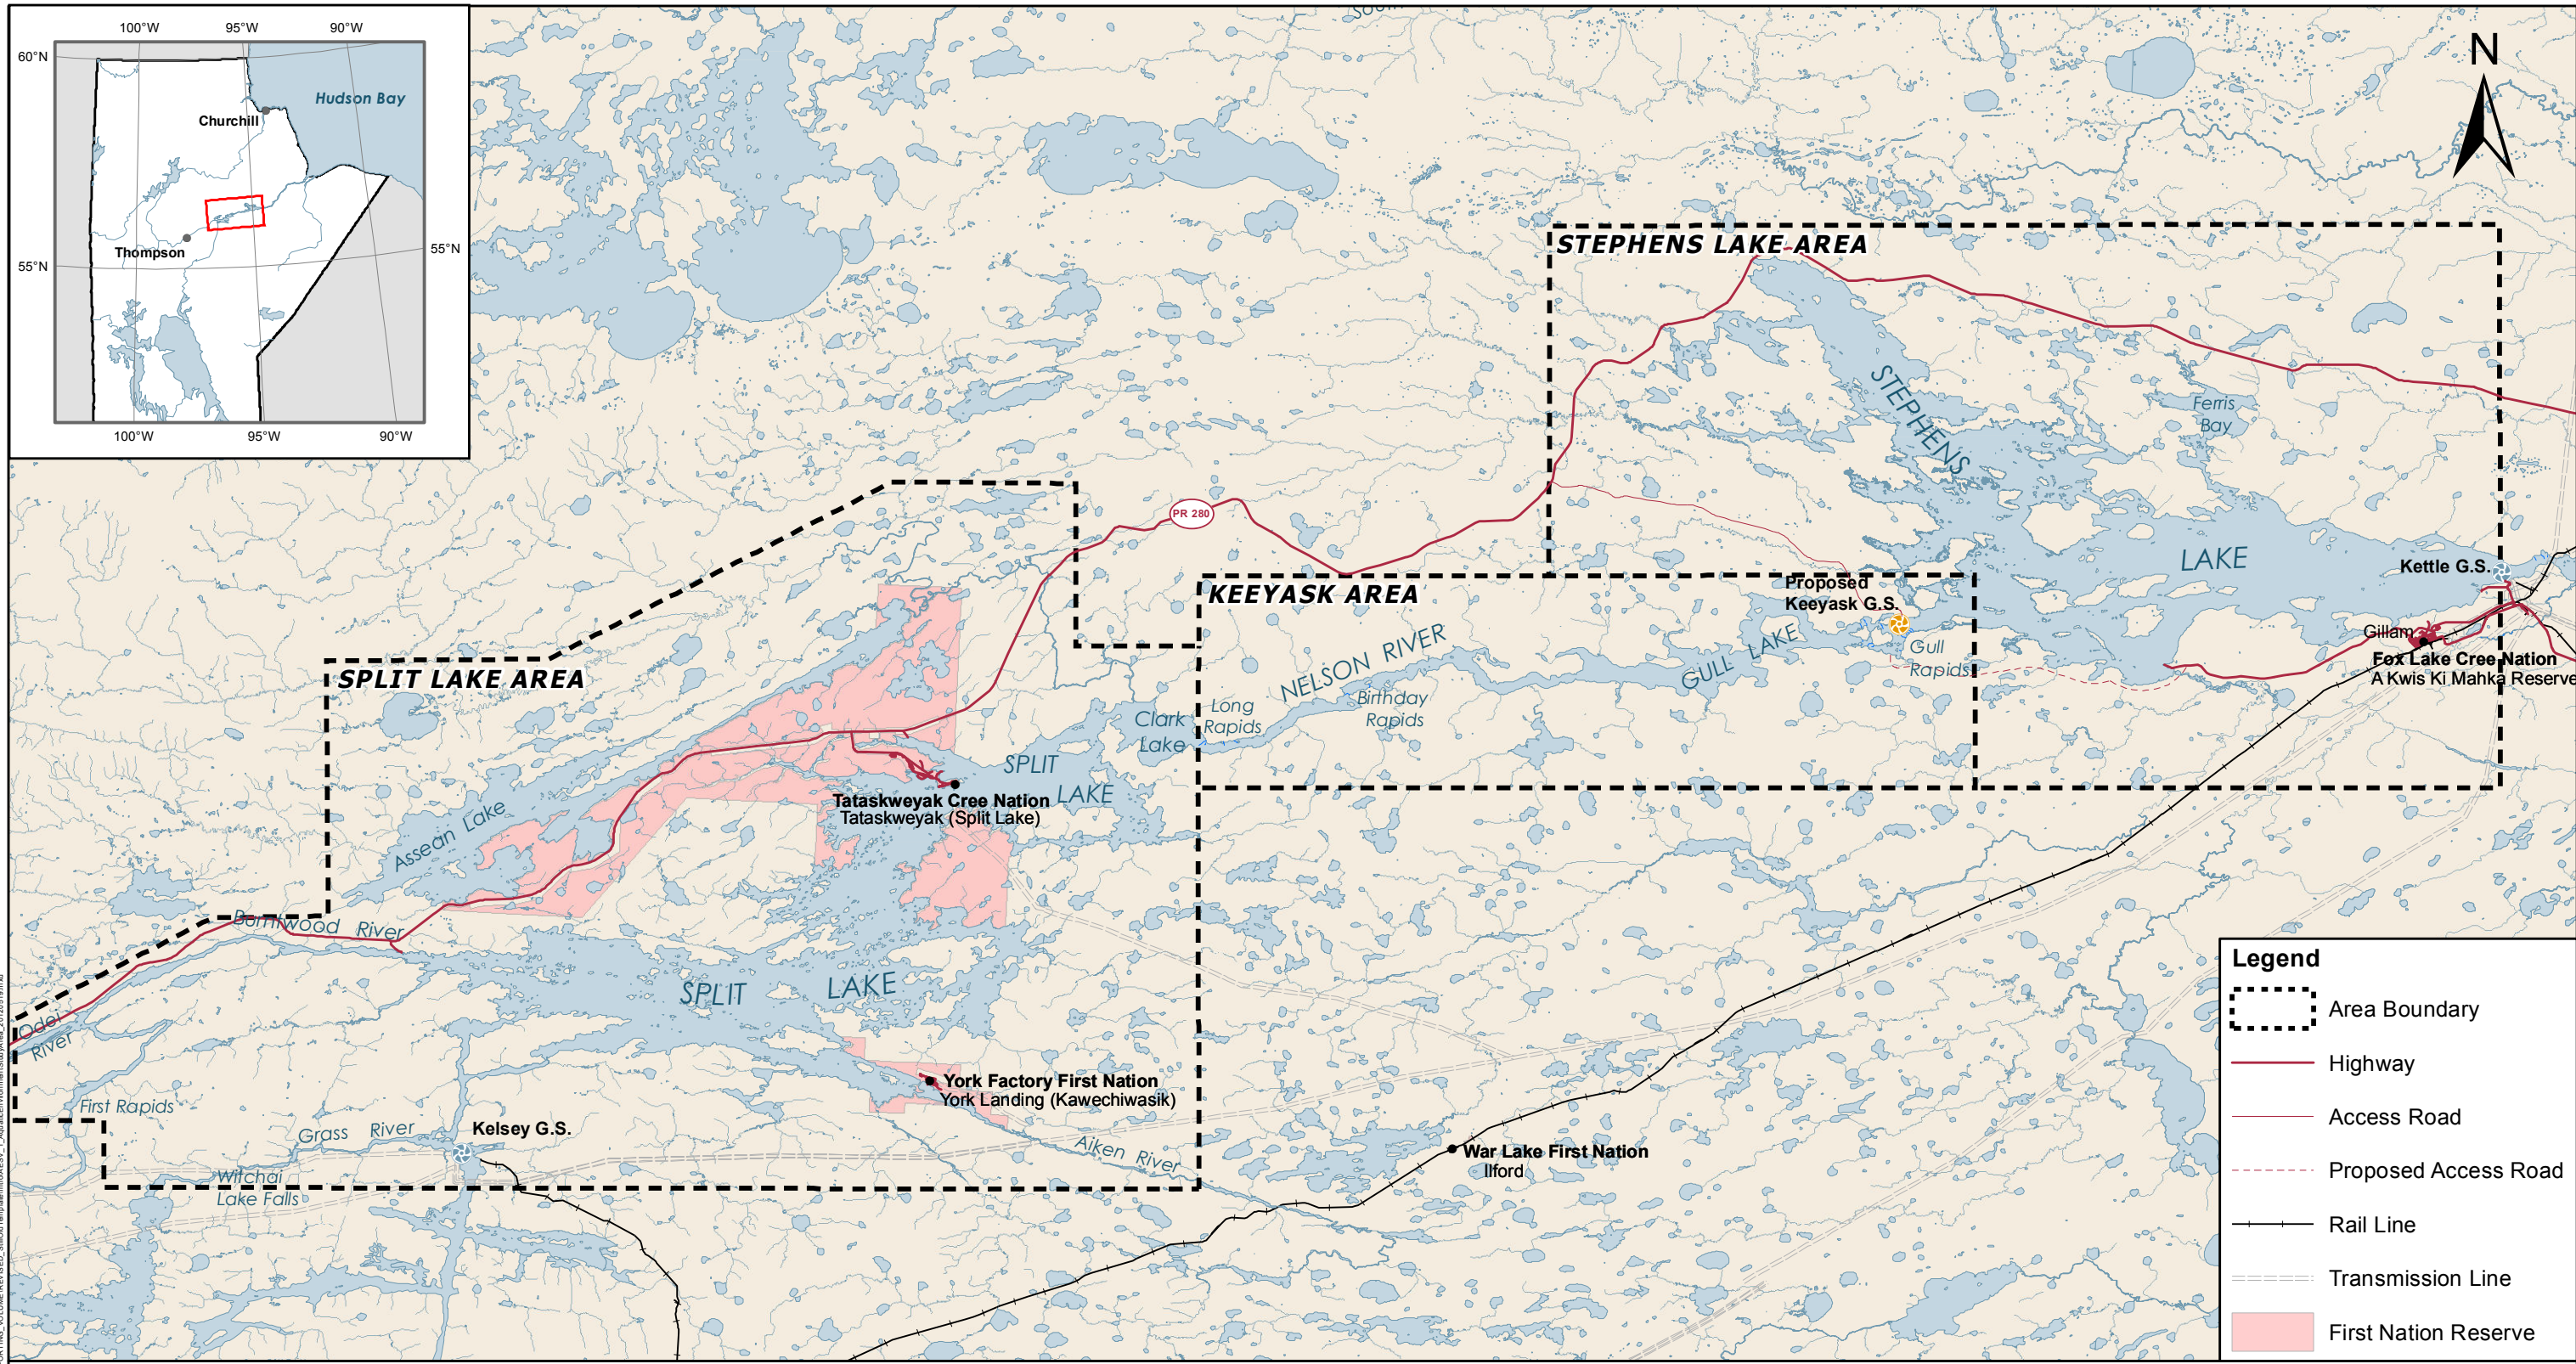 100°W 95°W 90°W
60°N
Hudson Bay
Churchill
Thompson
55°N
55°N
100°W 95°W 90°W
N
STEPHENS LAKE AREA
STEPHENS
Ferris
Bay
PR 280
LAKE
Kettle G.S.
Proposed
Keeyask G.S.
KEEYASK AREA
NELSON RIVER
GULL LAKE
Gull
Rapids
Gillam
Fox Lake Cree Nation
A Kwis Ki Mahka Reserve
SPLIT LAKE AREA
Long
Rapids
Birthday
Rapids
Clark
Lake
SPLIT
LAKE
Tataskweyak Cree Nation
Tataskweyak (Split Lake)
Assean Lake
Burntwood River
Odei
River
SPLIT LAKE
York Factory First Nation
York Landing (Kawechiwasik)
First Rapids
Grass River
Kelsey G.S.
Aiken River
Witchai
Lake Falls
War Lake First Nation
Ilford
Legend
Area Boundary
Highway
Access Road
Proposed Access Road
Rail Line
Transmission Line
First Nation Reserve